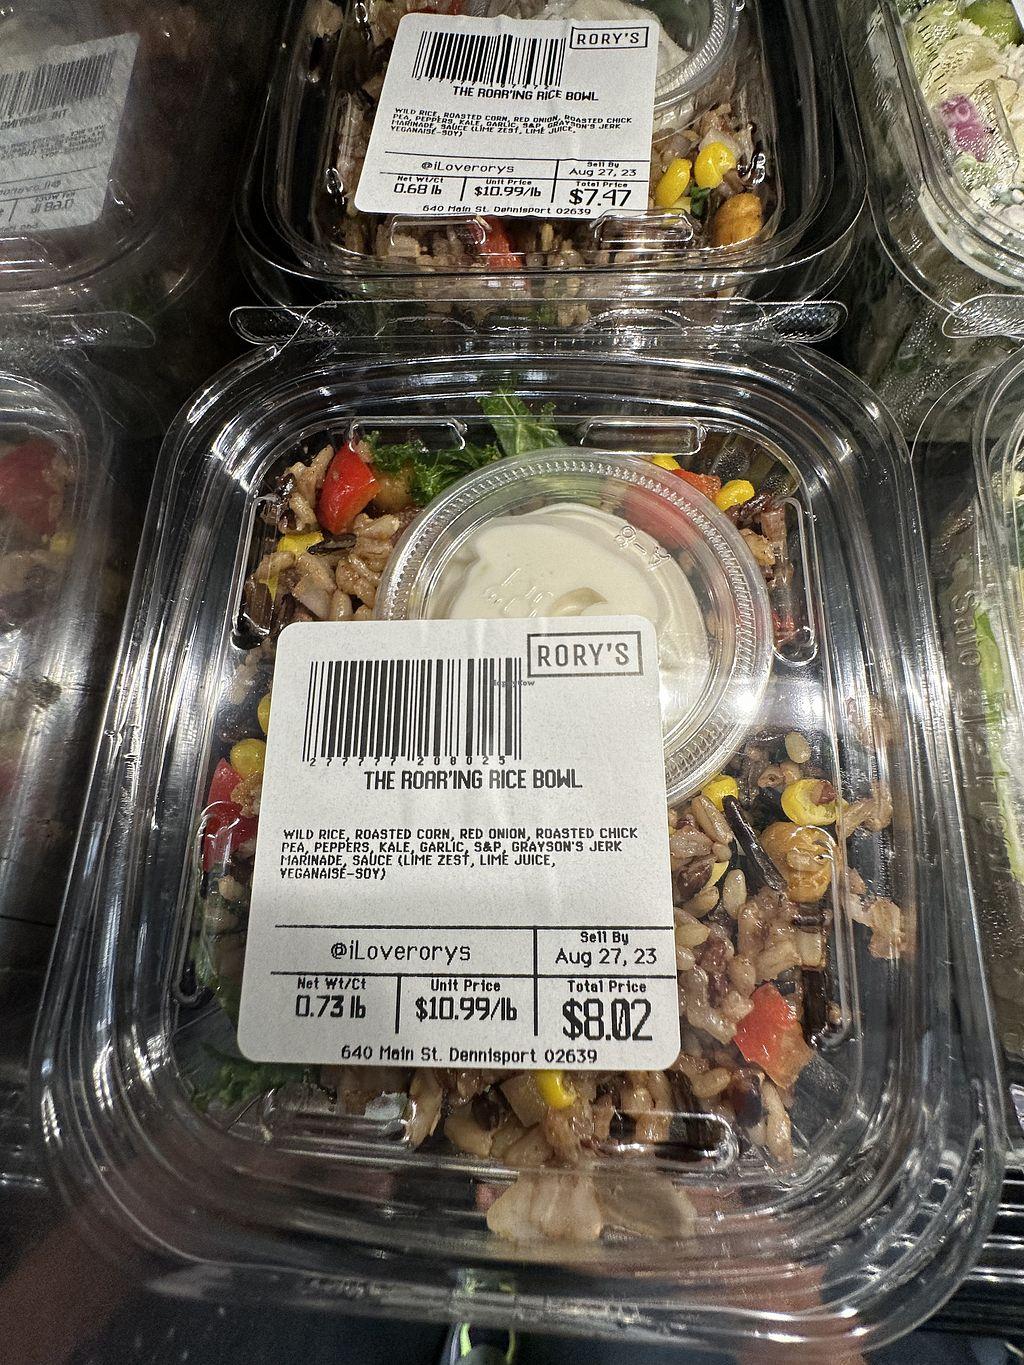 RORY'S
THE ROAR'ING RICE BOWL
WILD RICE, ROASTED CORN, RED ONION, ROASTED CHICK
PEA, PEPPERS, KALE, GARLIC, S&P, GRAYSON'S JERK
MARINADE, SAUCE (LIME ZEST, LIME JUICE,
VEGANAISE-SOY)
@iLoverorys
Sell By
Aug 27, 23
Net Wt/Ct
0.68 lb
Unit Price
$10.99/lb
Total Price
$7.47
640 Main St. Dennisport 02639
RORY'S
HappyCow
2 77777 208025
THE ROAR'ING RICE BOWL
WILD RICE, ROASTED CORN, RED ONION, ROASTED CHICK
PEA, PEPPERS, KALE, GARLIC, S&P, GRAYSON'S JERK
MARINADE, SAUCE (LIME ZEST, LIME JUICE,
VEGANAISE-SOY)
@iLoverorys
Sell By
Aug 27, 23
Net Wt/Ct
0.73 lb
Unit Price
$10.99/lb
Total Price
$8.02
640 Main St. Dennisport 02639